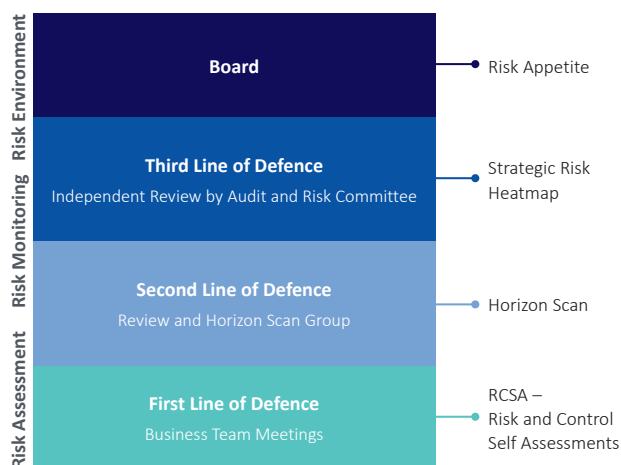 Risk Environment
Board
Risk Appetite
Third Line of Defence
Independent Review by Audit and Risk Committee
Strategic Risk
Heatmap
Risk Monitoring
Second Line of Defence
Review and Horizon Scan Group
Horizon Scan
Risk Assessment
First Line of Defence
Business Team Meetings
RCSA –
Risk and Control
Self Assessments